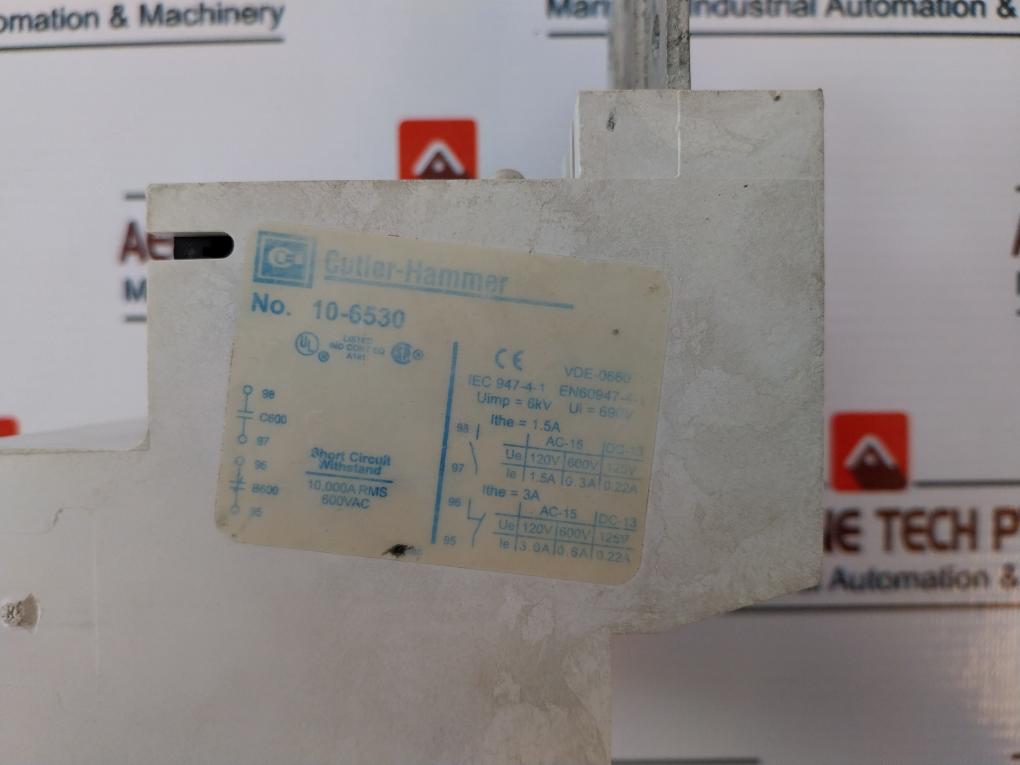 omation & Machinery
Industrial Automation &
Cutler-Hammer
No. 10-6530
UL ®
LISTED
IND CONT EQ
®
98
C600
97
96
B600
95
Short Circuit
Withstand
10,000A RMS
600VAC
CE
VDE-0660
IEC 947-4-1 EN60947-4-1
Uimp = 6kV Ui = 690V
Ithe = 1.5A
98
97
AC-15 DC-13
Ue 120V 600V 125V
Ie 1.5A 0.3A 0.22A
Ithe = 3A
96
95
AC-15 DC-13
Ue 120V 600V 125V
Ie 3.0A 0.6A 0.22A
NE TECH P
Automation &